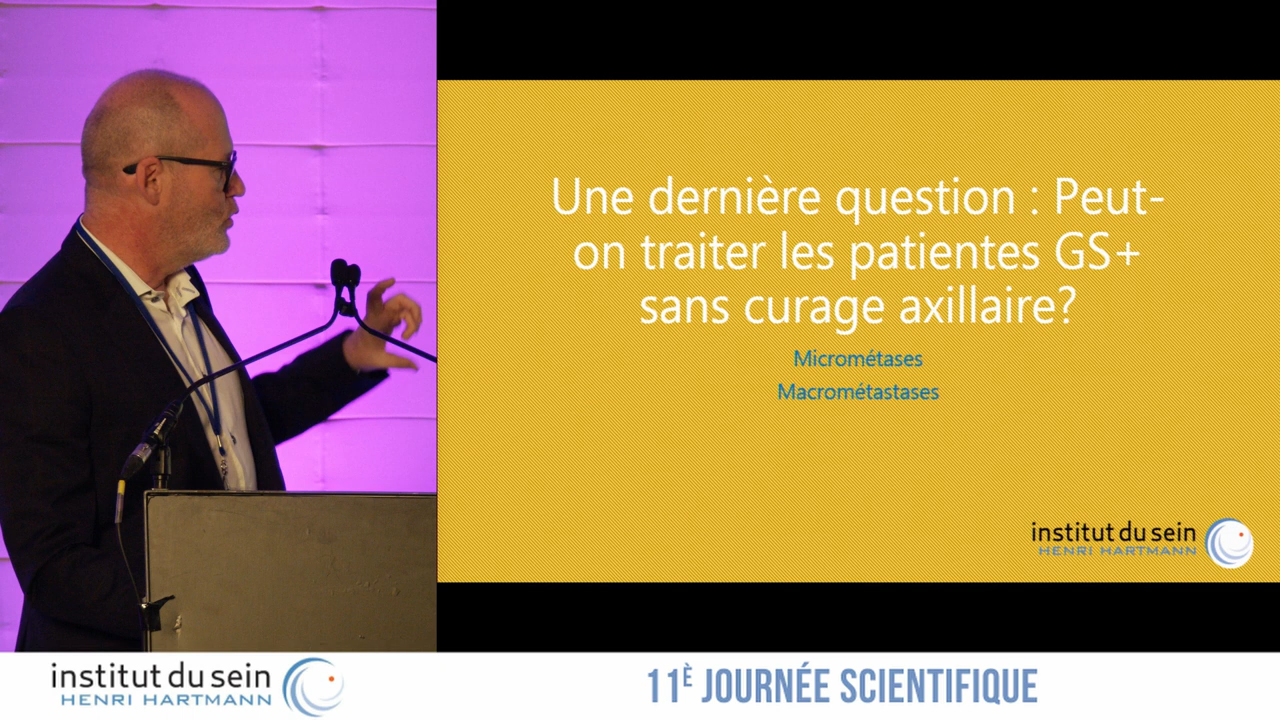 Une dernière question : Peut-
on traiter les patientes GS+
sans curage axillaire?
Micrométases
Macrométastases
institut du sein
HENRI HARTMANN
institut du sein
HENRI HARTMANN
11È JOURNÉE SCIENTIFIQUE